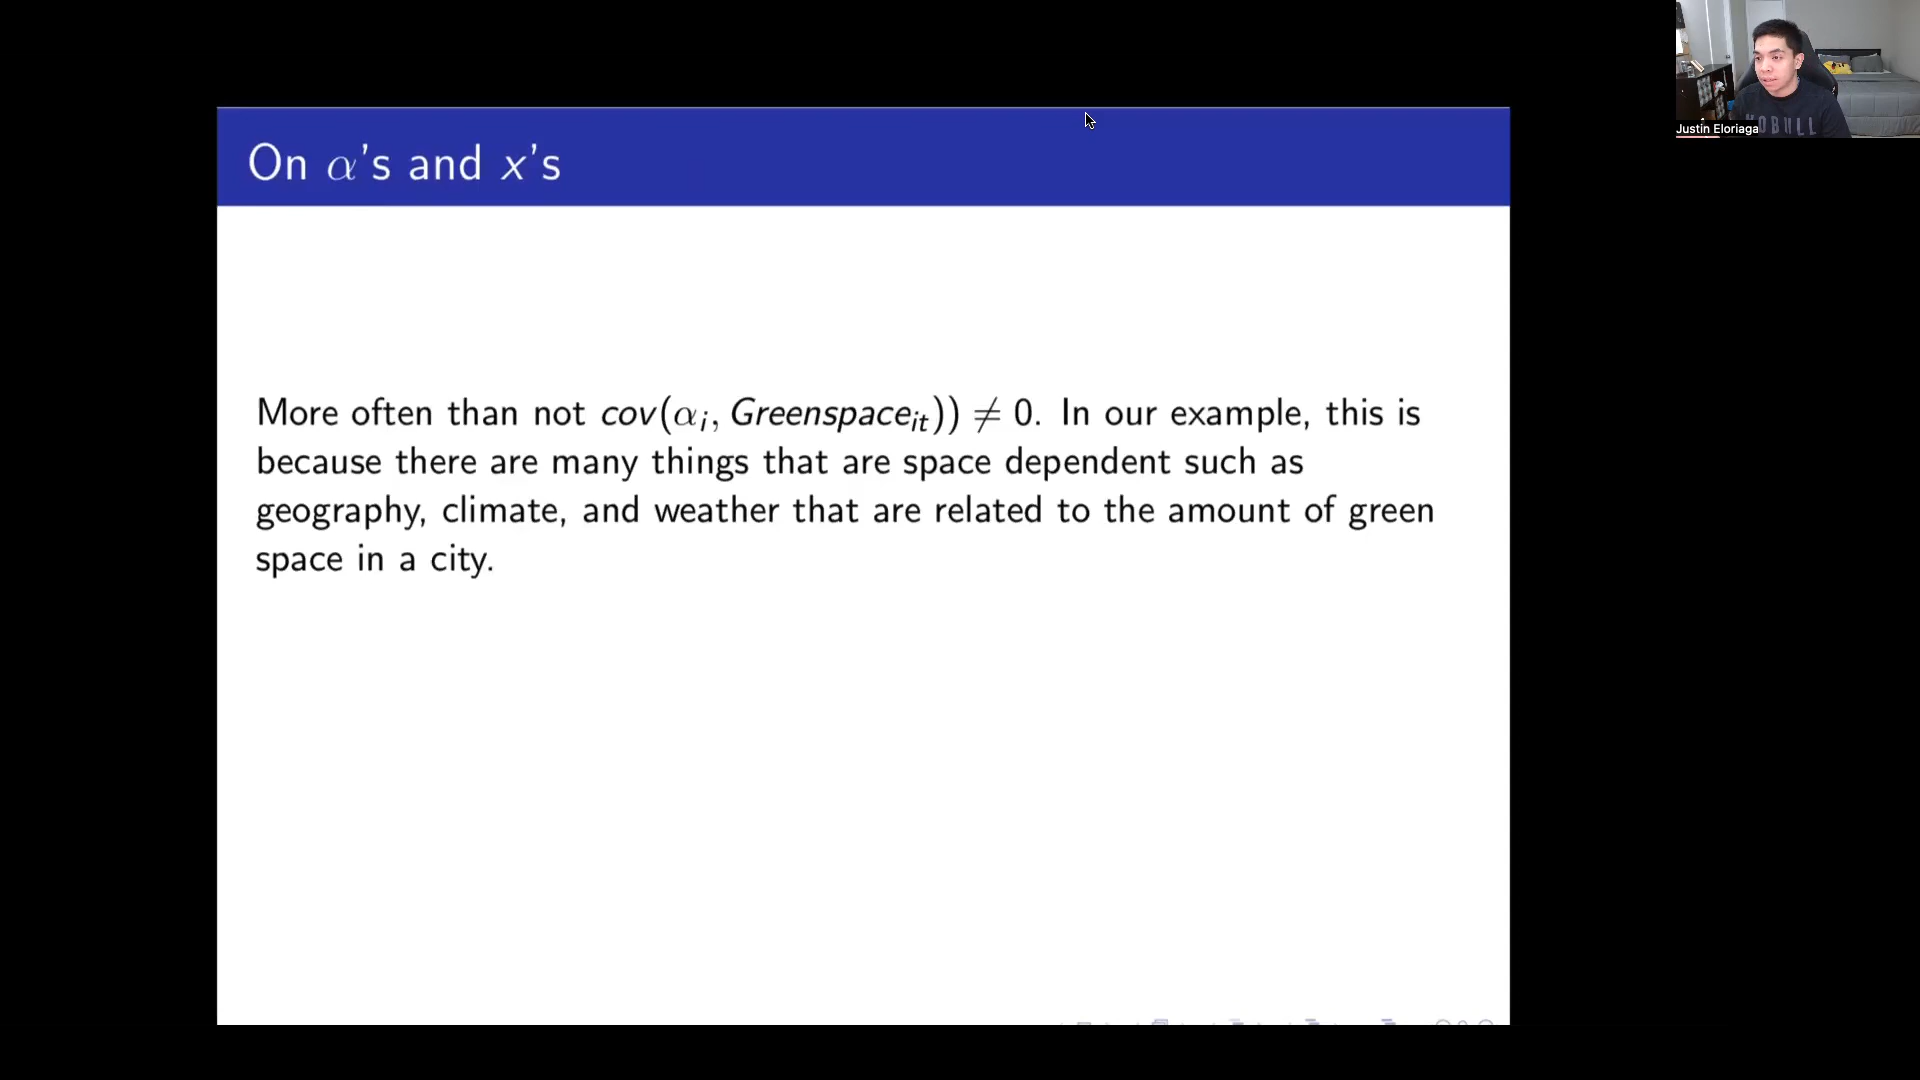 On α's and x's
More often than not cov(αᵢ, Greenspaceᵢₜ)) ≠ 0. In our example, this is
because there are many things that are space dependent such as
geography, climate, and weather that are related to the amount of green
space in a city.
Justin Eloriaga
OBULL